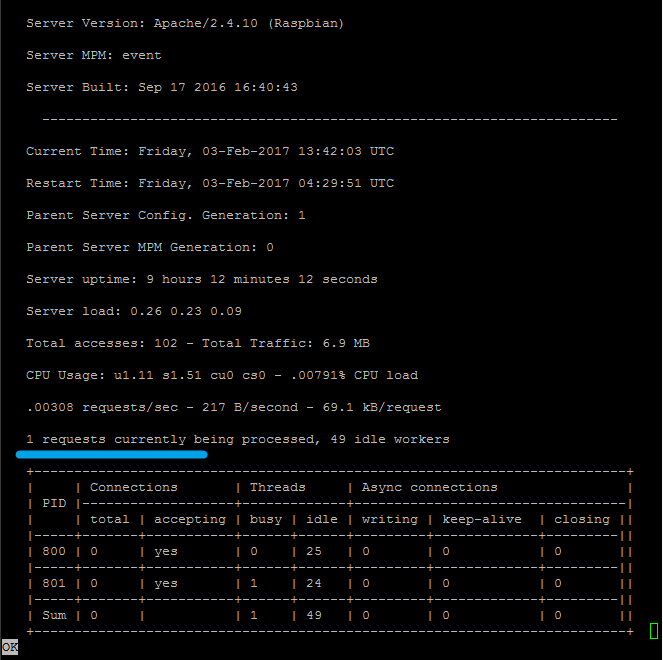 Server Version: Apache/2.4.10 (Raspbian)
Server MPM: event
Server Built: Sep 17 2016 16:40:43
------------------------------------------------------------------------
Current Time: Friday, 03-Feb-2017 13:42:03 UTC
Restart Time: Friday, 03-Feb-2017 04:29:51 UTC
Parent Server Config. Generation: 1
Parent Server MPM Generation: 0
Server uptime: 9 hours 12 minutes 12 seconds
Server load: 0.26 0.23 0.09
Total accesses: 102 - Total Traffic: 6.9 MB
CPU Usage: u1.11 s1.51 cu0 cs0 - .00791% CPU load
.00308 requests/sec - 217 B/second - 69.1 kB/request
1 requests currently being processed, 49 idle workers
+--------------------------------------------------------------------------+
|     | Connections       | Threads     | Async connections                |
| PID |-------------------+-------------+----------------------------------|
|     | total | accepting | busy | idle | writing | keep-alive  | closing ||
|-----+-------+-----------+------+------+---------+-------------+---------||
| 800 | 0     | yes       | 0    | 25   | 0       | 0           | 0       ||
|-----+-------+-----------+------+------+---------+-------------+---------||
| 801 | 0     | yes       | 1    | 24   | 0       | 0           | 0       ||
|-----+-------+-----------+------+------+---------+-------------+---------||
| Sum | 0     |           | 1    | 49   | 0       | 0           | 0       ||
+--------------------------------------------------------------------------+
OK